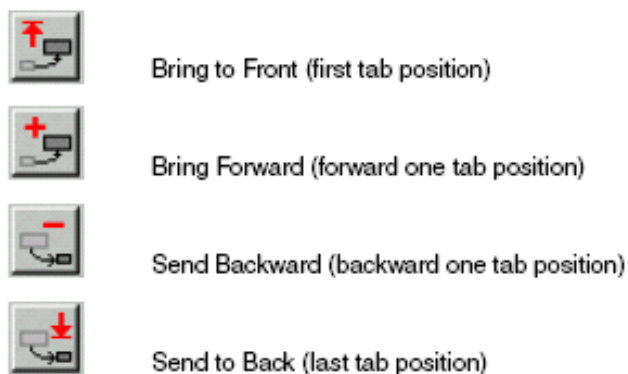 Bring to Front (first tab position)
Bring Forward (forward one tab position)
Send Backward (backward one tab position)
Send to Back (last tab position)